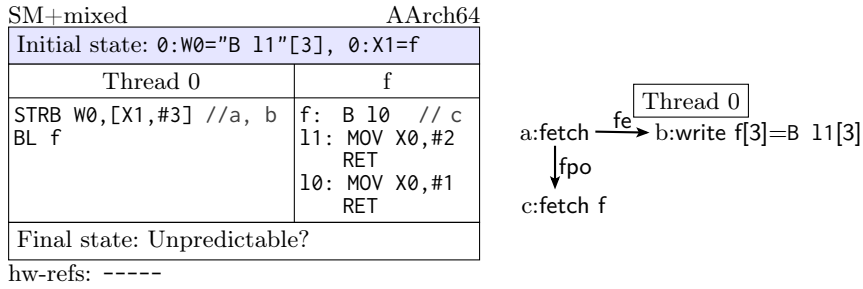 SM+mixed AArch64
Initial state: 0:W0="B l1"[3], 0:X1=f
Thread 0 f
STRB W0,[X1,#3] //a, b f: B l0 // c
BL f l1: MOV X0,#2
RET
l0: MOV X0,#1
RET
Final state: Unpredictable?
hw-refs: -----
Thread 0
a:fetch fe b:write f[3]=B l1[3]
fpo
c:fetch f